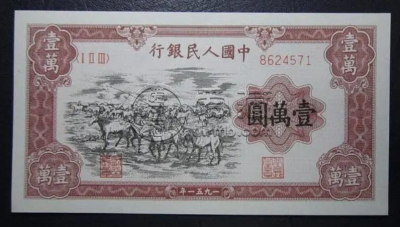 中國人民銀行
壹萬
壹萬
(I II III)
8624571
壹萬圓
壹萬
壹萬
一九五一年